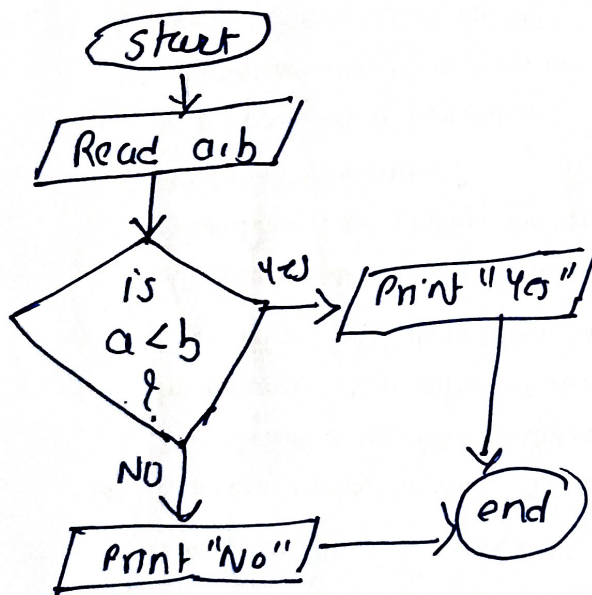 start
Read a,b
is
a<b
?
Yes
Print "Yes"
NO
Print "No"
end